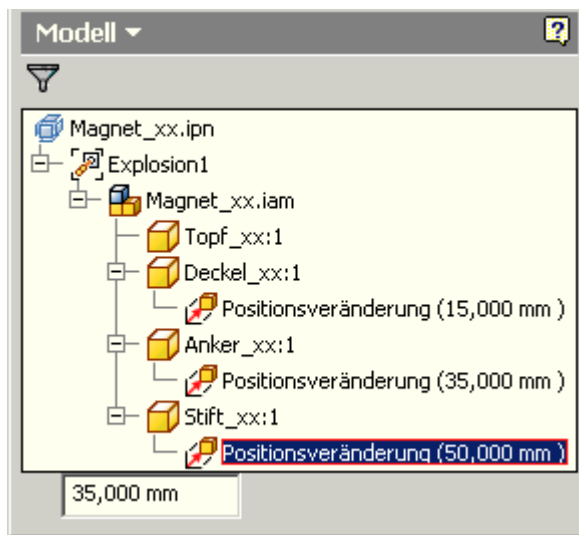 Modell
?
Magnet_xx.ipn
Explosion1
Magnet_xx.iam
Topf_xx:1
Deckel_xx:1
Positionsveränderung (15,000 mm )
Anker_xx:1
Positionsveränderung (35,000 mm )
Stift_xx:1
Positionsveränderung (50,000 mm )
35,000 mm